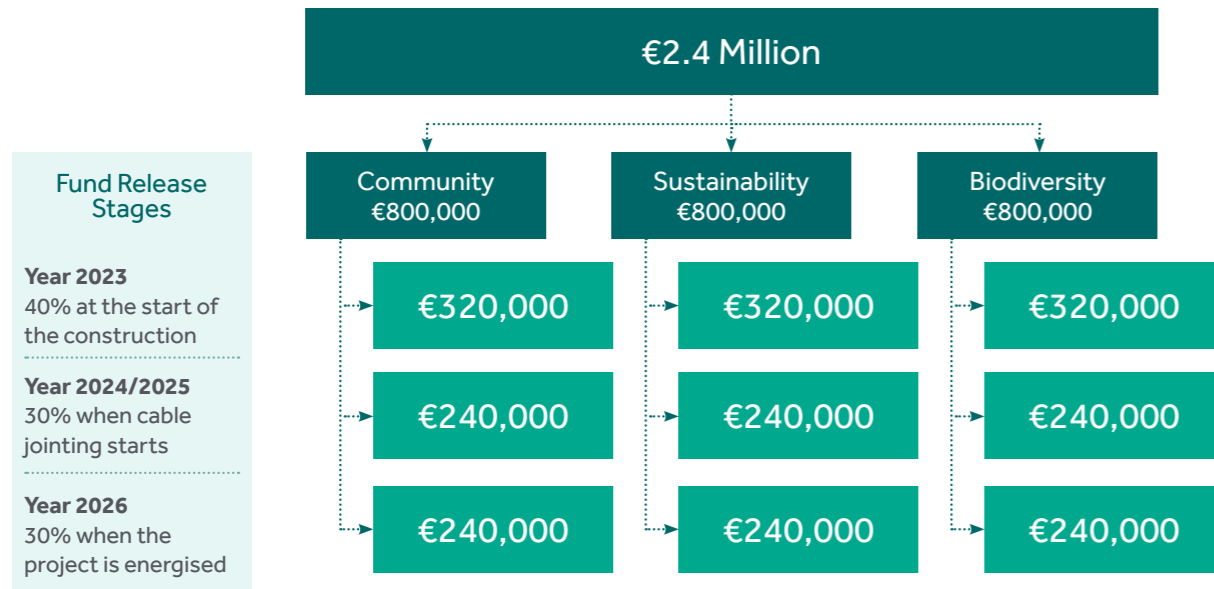 €2.4 Million
Fund Release
Stages
Community
€800,000
Sustainability
€800,000
Biodiversity
€800,000
Year 2023
40% at the start of
the construction
€320,000
€320,000
€320,000
Year 2024/2025
30% when cable
jointing starts
€240,000
€240,000
€240,000
Year 2026
30% when the
project is energised
€240,000
€240,000
€240,000